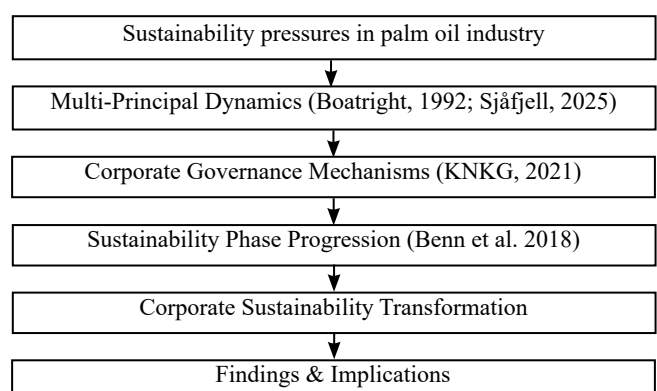 Sustainability pressures in palm oil industry
Multi-Principal Dynamics (Boatright, 1992; Sjåfjell, 2025)
Corporate Governance Mechanisms (KNKG, 2021)
Sustainability Phase Progression (Benn et al. 2018)
Corporate Sustainability Transformation
Findings & Implications